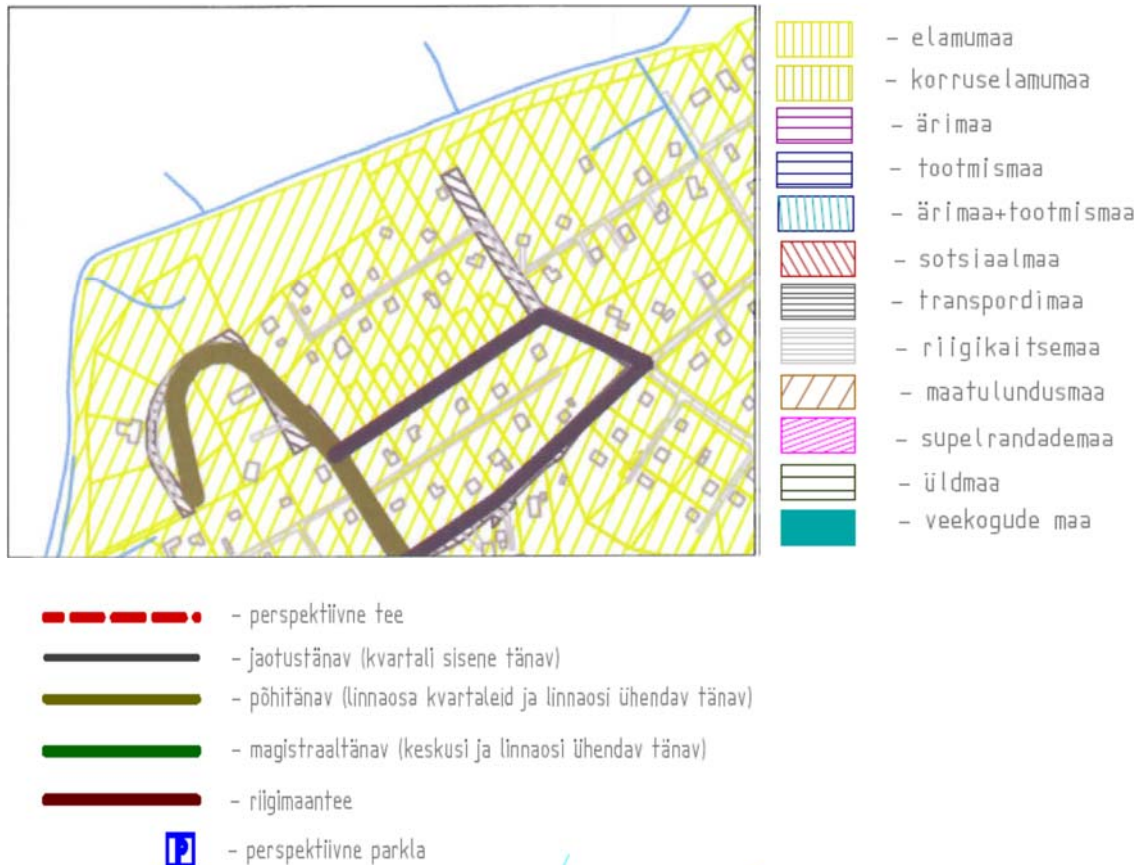 - elamumaa
- korruselamumaa
- ärimaa
- tootmismaa
- ärimaa+tootmismaa
- sotsiaalmaa
- transpordimaa
- riigikaitsemaa
- maatulundusmaa
- supelrandademaa
- üldmaa
- veekogude maa
- perspektiivne tee
- jaotustänav (kvartali sisene tänav)
- põhitänav (linnaosa kvartaleid ja linnaosi ühendav tänav)
- magistraaltänav (keskusi ja linnaosi ühendav tänav)
- riigimaantee
P - perspektiivne parkla